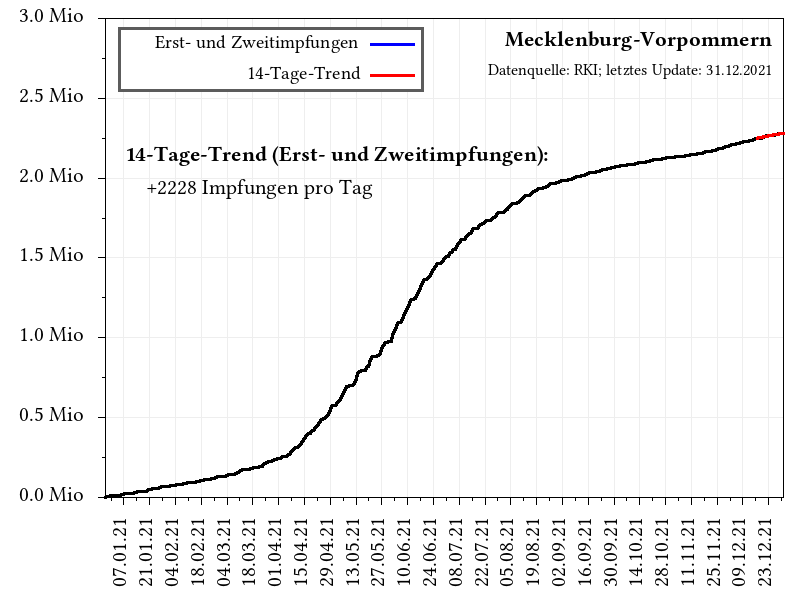 3.0 Mio
2.5 Mio
2.0 Mio
1.5 Mio
1.0 Mio
0.5 Mio
0.0 Mio
Erst- und Zweitimpfungen
14-Tage-Trend
Mecklenburg-Vorpommern
Datenquelle: RKI; letztes Update: 31.12.2021
14-Tage-Trend (Erst- und Zweitimpfungen):
+2228 Impfungen pro Tag
07.01.21
21.01.21
04.02.21
18.02.21
04.03.21
18.03.21
01.04.21
15.04.21
29.04.21
13.05.21
27.05.21
10.06.21
24.06.21
08.07.21
22.07.21
05.08.21
19.08.21
02.09.21
16.09.21
30.09.21
14.10.21
28.10.21
11.11.21
25.11.21
09.12.21
23.12.21